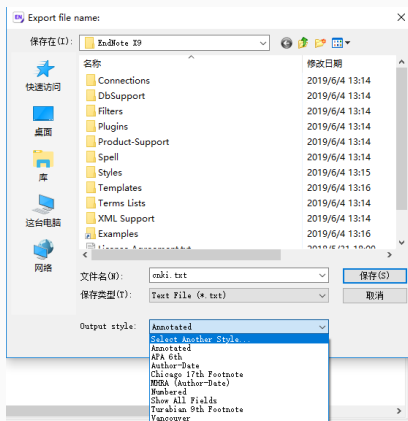 Export file name:
保存在(I):
EndNote X9
名称
修改日期
Connections
2019/6/4 13:14
DbSupport
2019/6/4 13:14
Filters
2019/6/4 13:14
Plugins
2019/6/4 13:14
Product-Support
2019/6/4 13:14
Spell
2019/6/4 13:14
Styles
2019/6/4 13:15
Templates
2019/6/4 13:16
Terms Lists
2019/6/4 13:14
XML Support
2019/6/4 13:14
Examples
2019/6/4 13:16
快速访问
桌面
库
这台电脑
网络
文件名(N):
cnki.txt
保存(S)
保存类型(T):
Text File (*.txt)
取消
Output style:
Annotated
Select Another Style...
Annotated
APA 6th
Author-Date
Chicago 17th Footnote
MHRA (Author-Date)
Numbered
Show All Fields
Turabian 9th Footnote
Vancouver